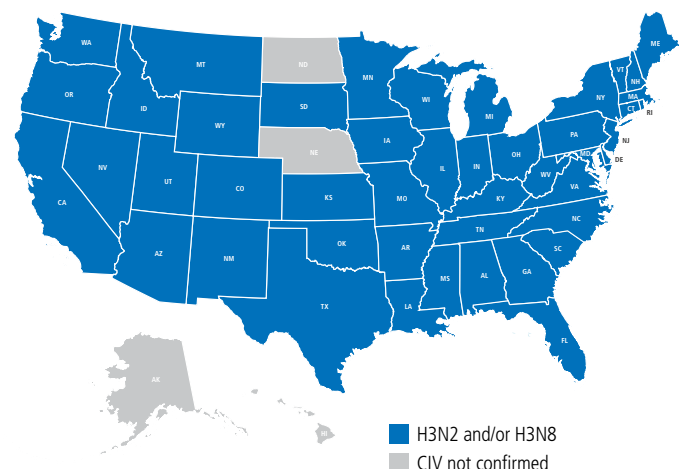 WA
MT
ND
MN
ME
VT
NH
OR
ID
SD
WI
NY
MA
CT
RI
WY
MI
IA
PA
NJ
NE
OH
MD
DE
NV
UT
CO
IL
IN
WV
VA
CA
KS
MO
KY
NC
TN
AZ
NM
OK
AR
SC
MS
AL
GA
TX
LA
FL
AK
HI
H3N2 and/or H3N8
CIV not confirmed